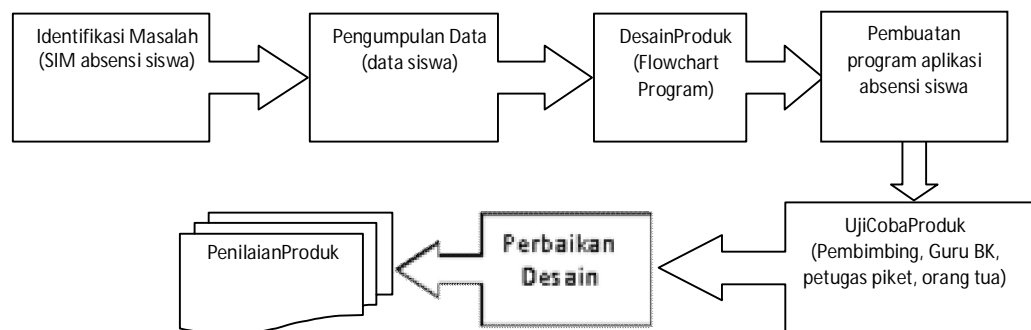 Identifikasi Masalah
(SIM absensi siswa)
Pengumpulan Data
(data siswa)
DesainProduk
(Flowchart
Program)
Pembuatan
program aplikasi
absensi siswa
UjiCobaProduk
(Pembimbing, Guru BK,
petugas piket, orang tua)
Perbaikan
Desain
PenilaianProduk